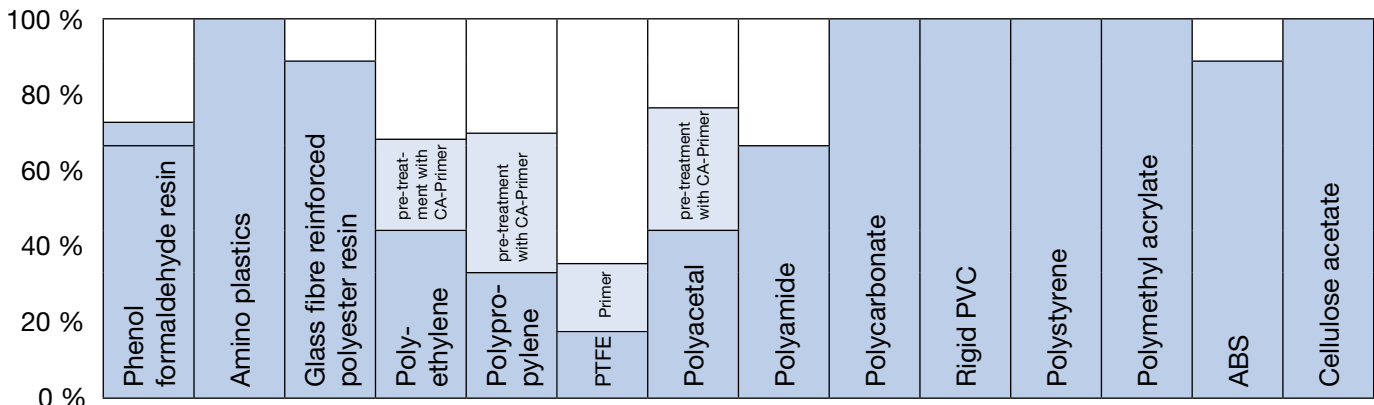 100 %
80 %
60 %
40 %
20 %
0 %
Phenol
formaldehyde resin
Amino plastics
Glass fibre reinforced
polyester resin
Poly-
ethylene
pre-treat-
ment with
CA-Primer
Polypro-
pylene
pre-treatment
with CA-Primer
PTFE
Primer
Polyacetal
pre-treatment
with CA-Primer
Polyamide
Polycarbonate
Rigid PVC
Polystyrene
Polymethyl acrylate
ABS
Cellulose acetate